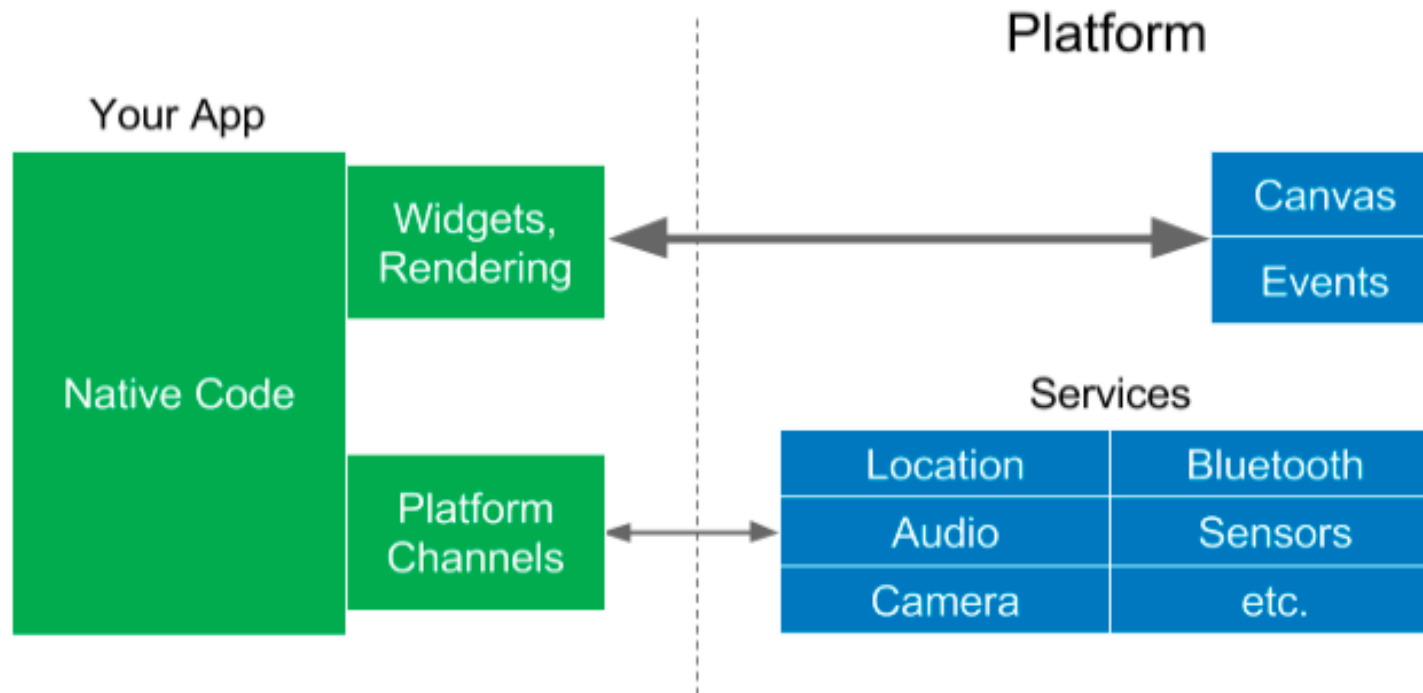 Platform
Your App
Widgets,
Rendering
Canvas
Events
Native Code
Services
Platform
Channels
Location
Bluetooth
Audio
Sensors
Camera
etc.